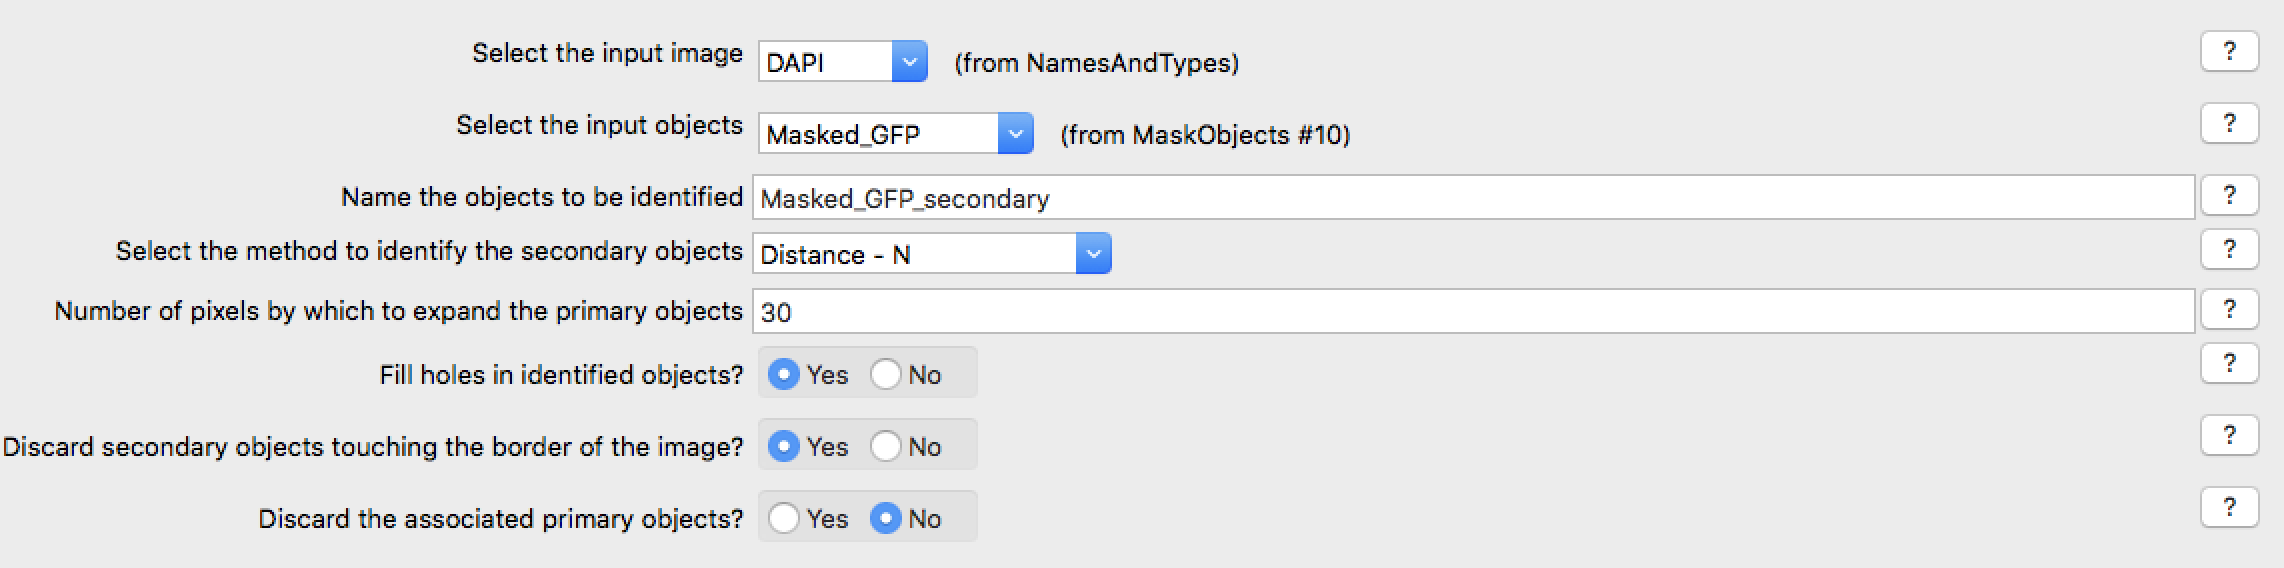 Select the input image DAPI (from NamesAndTypes) ?
Select the input objects Masked_GFP (from MaskObjects #10) ?
Name the objects to be identified Masked_GFP_secondary ?
Select the method to identify the secondary objects Distance - N ?
Number of pixels by which to expand the primary objects 30 ?
Fill holes in identified objects? Yes No ?
Discard secondary objects touching the border of the image? Yes No ?
Discard the associated primary objects? Yes No ?